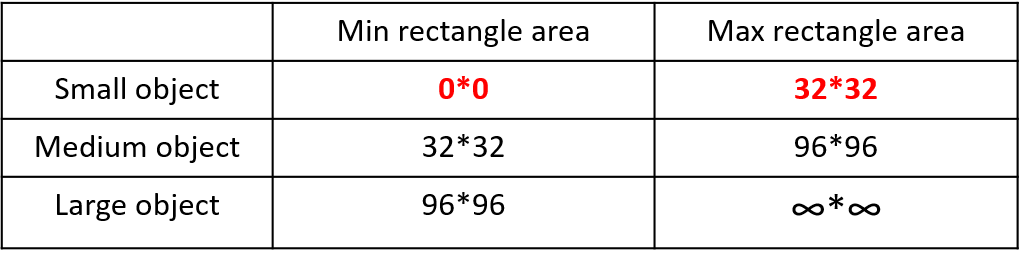 Min rectangle area Max rectangle area
Small object 0*0 32*32
Medium object 32*32 96*96
Large object 96*96 ∞*∞